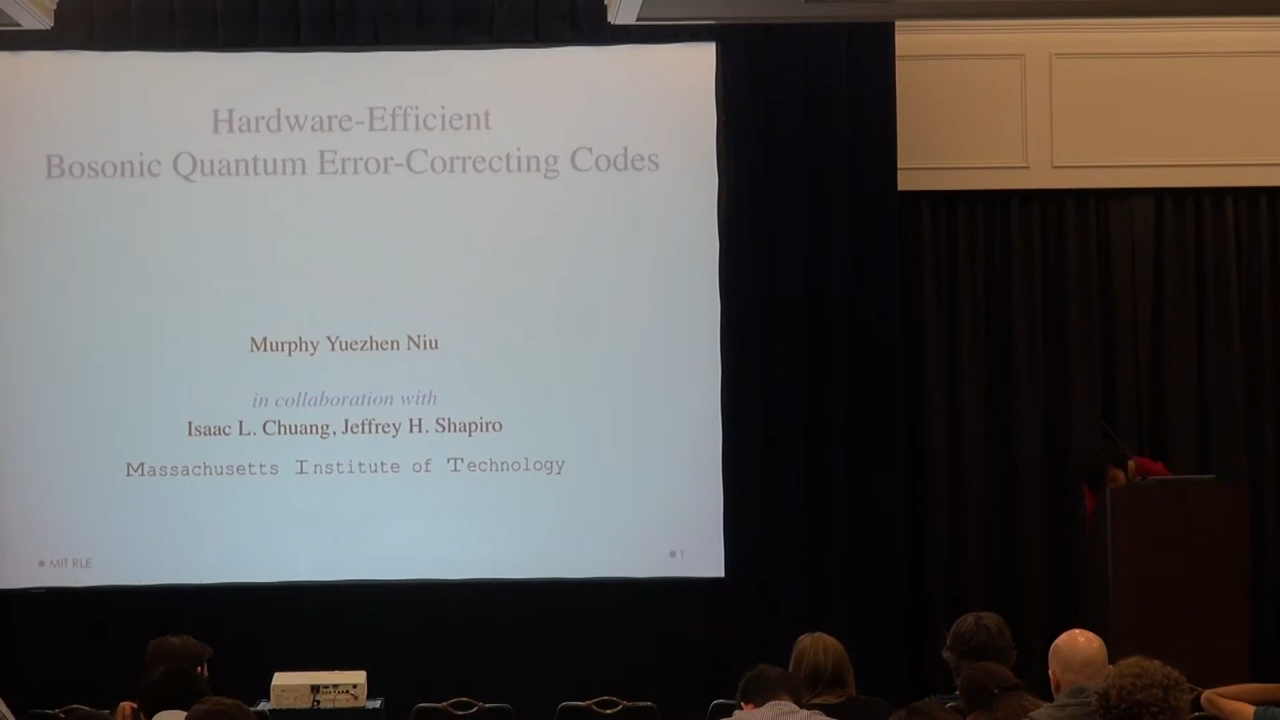 Hardware-Efficient
Bosonic Quantum Error-Correcting Codes
Murphy Yuezhen Niu
in collaboration with
Isaac L. Chuang, Jeffrey H. Shapiro
Massachusetts Institute of Technology
MIT RLE
1